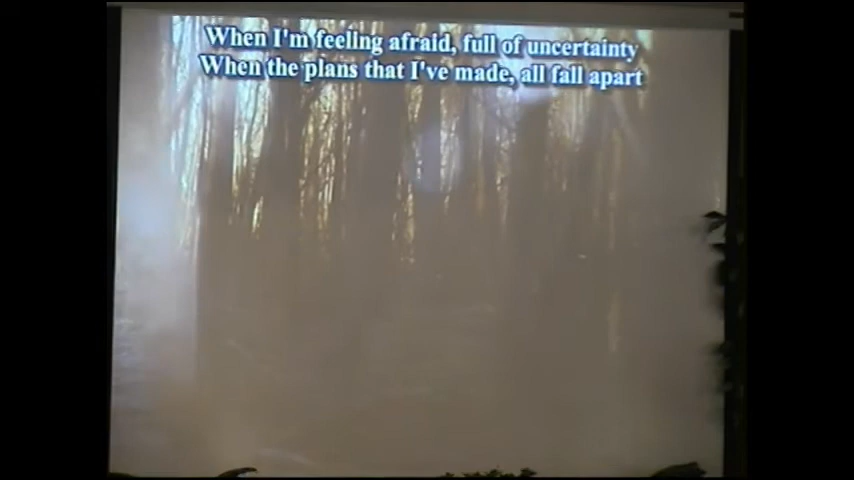 When I'm feeling afraid, full of uncertainty
When the plans that I've made, all fall apart